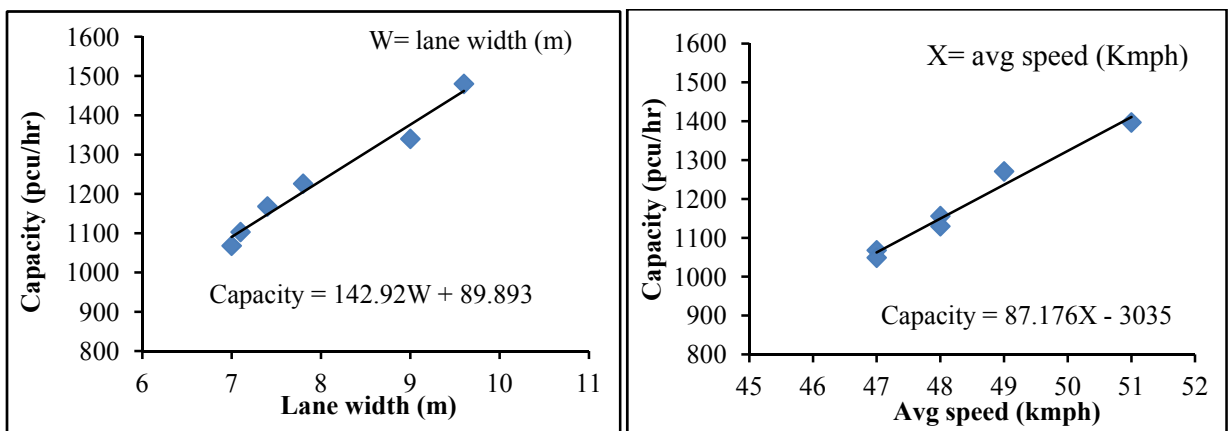 W= lane width (m)
1600
1500
1400
1300
1200
1100
1000
900
800
Capacity (pcu/hr)
Capacity = 142.92W + 89.893
6 7 8 9 10 11
Lane width (m)
X= avg speed (Kmph)
1600
1500
1400
1300
1200
1100
1000
900
800
Capacity (pcu/hr)
Capacity = 87.176X - 3035
45 46 47 48 49 50 51 52
Avg speed (kmph)